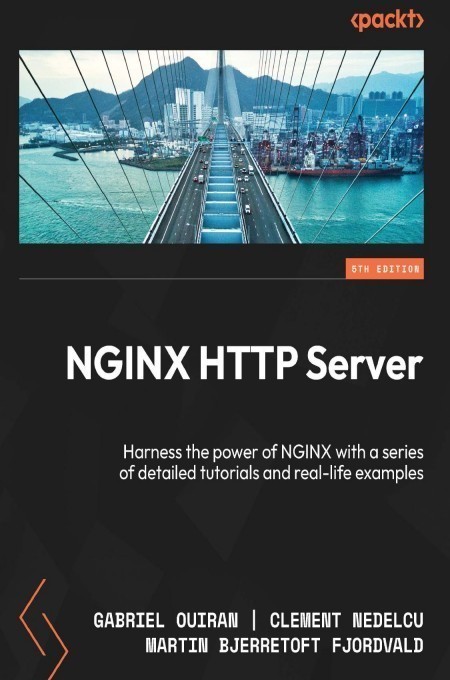 <packt>
5TH EDITION
NGINX HTTP Server
Harness the power of NGINX with a series
of detailed tutorials and real-life examples
GABRIEL OUIRAN | CLEMENT NEDELCU
MARTIN BJERRETOFT FJORDVALD